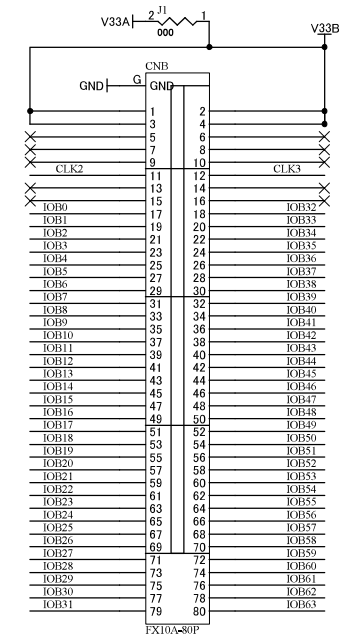 V33A 2 J1 1
000
V33B
CNB
GND G GND
1 2
3 4
5 6
7 8
9 10
CLK2 11 12 CLK3
13 14
15 16
IOB0 17 18 IOB32
IOB1 19 20 IOB33
IOB2 21 22 IOB34
IOB3 23 24 IOB35
IOB4 25 26 IOB36
IOB5 27 28 IOB37
IOB6 29 30 IOB38
IOB7 31 32 IOB39
IOB8 33 34 IOB40
IOB9 35 36 IOB41
IOB10 37 38 IOB42
IOB11 39 40 IOB43
IOB12 41 42 IOB44
IOB13 43 44 IOB45
IOB14 45 46 IOB46
IOB15 47 48 IOB47
IOB16 49 50 IOB48
IOB17 51 52 IOB49
IOB18 53 54 IOB50
IOB19 55 56 IOB51
IOB20 57 58 IOB52
IOB21 59 60 IOB53
IOB22 61 62 IOB54
IOB23 63 64 IOB55
IOB24 65 66 IOB56
IOB25 67 68 IOB57
IOB26 69 70 IOB58
IOB27 71 72 IOB59
IOB28 73 74 IOB60
IOB29 75 76 IOB61
IOB30 77 78 IOB62
IOB31 79 80 IOB63
FX10A-80P